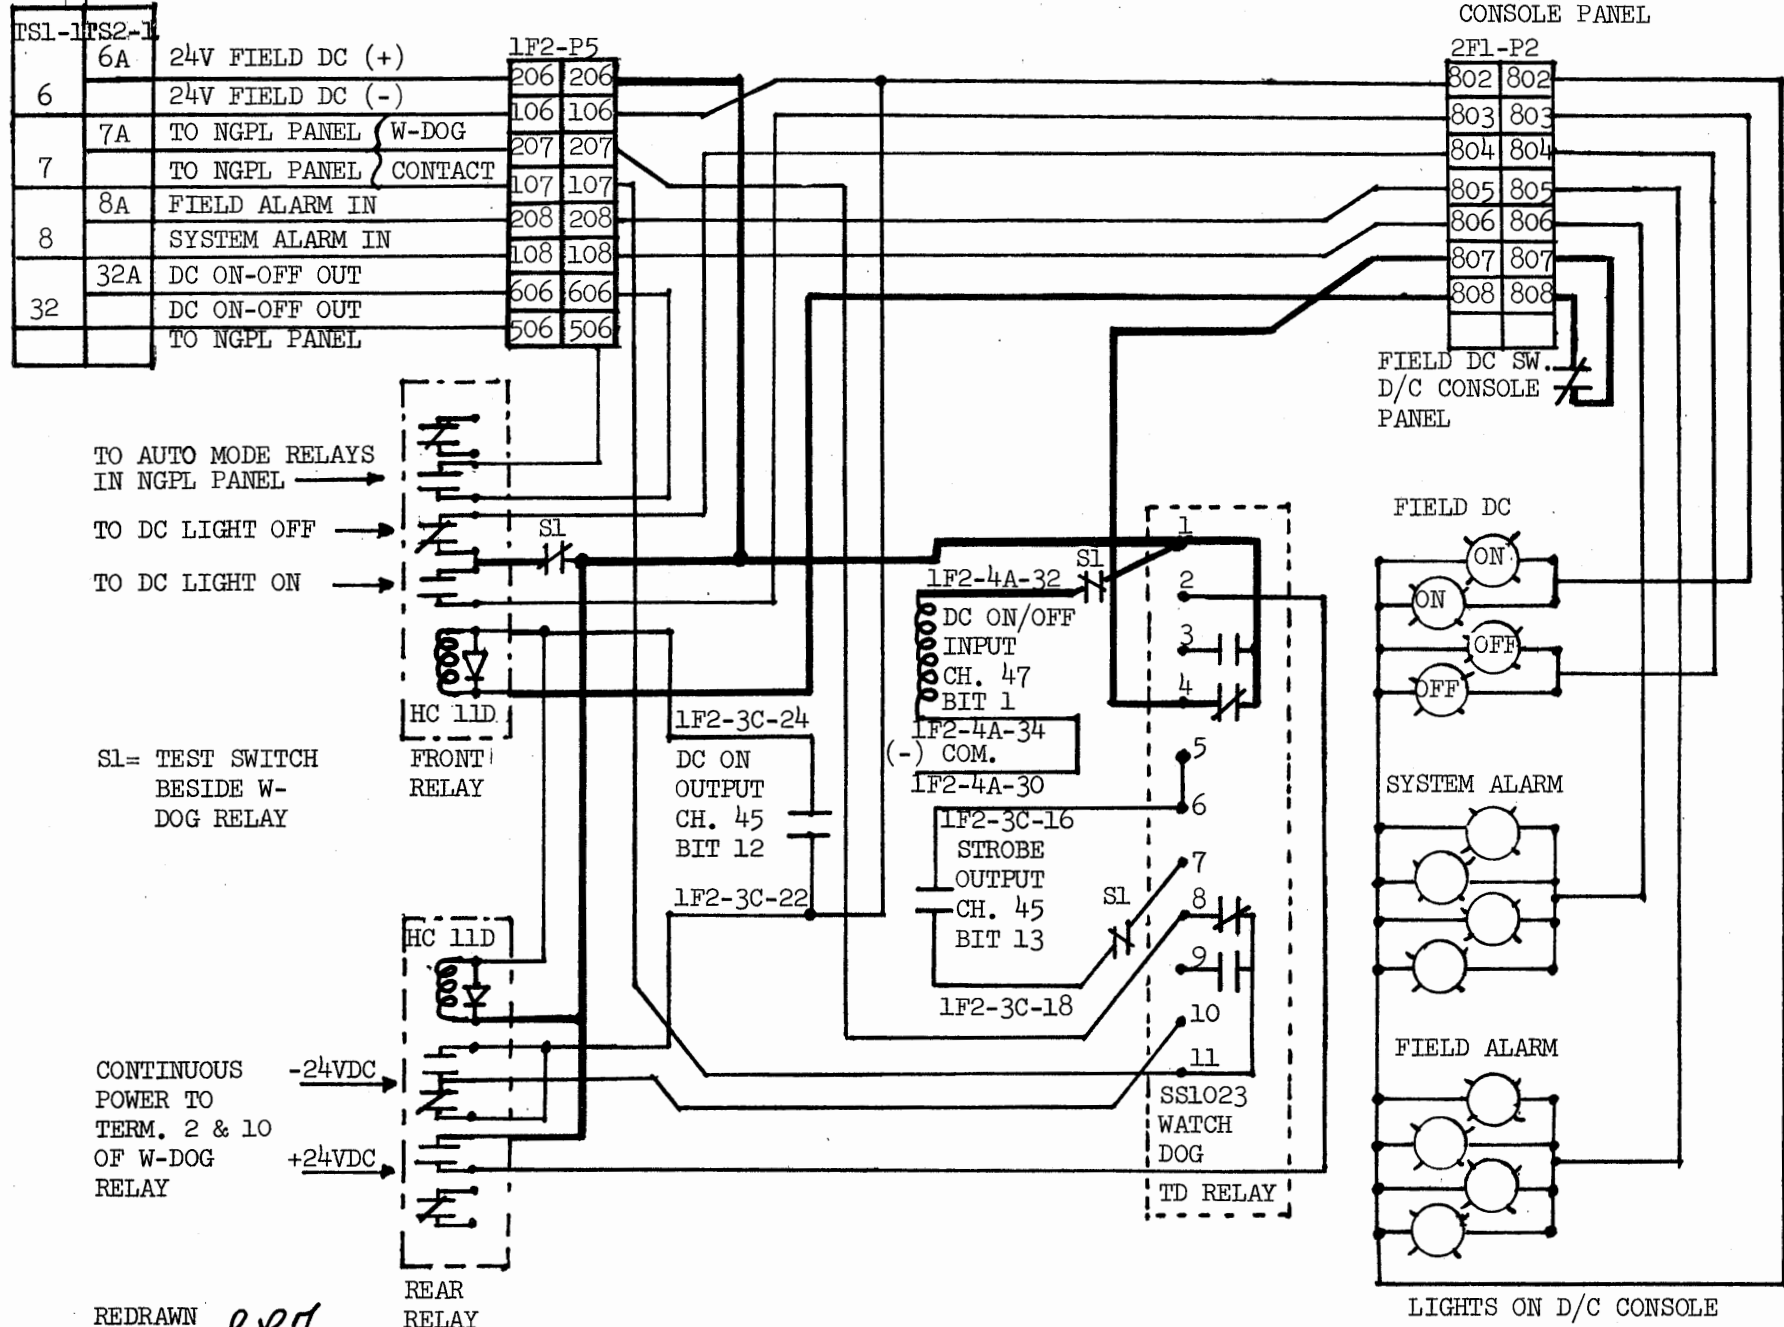 CONSOLE PANEL
TS1-1 TS2-1
1F2-P5
2F1-P2
6A 24V FIELD DC (+) 206 206
6 24V FIELD DC (-) 106 106
7A TO NGPL PANEL W-DOG 207 207
7 TO NGPL PANEL CONTACT 107 107
8A FIELD ALARM IN 208 208
8 SYSTEM ALARM IN 108 108
32A DC ON-OFF OUT 606 606
32 DC ON-OFF OUT 506 506
TO NGPL PANEL
802 802
803 803
804 804
805 805
806 806
807 807
808 808
FIELD DC SW.
D/C CONSOLE
PANEL
TO AUTO MODE RELAYS
IN NGPL PANEL
TO DC LIGHT OFF
TO DC LIGHT ON
S1
HC 11D
FRONT
RELAY
S1= TEST SWITCH
BESIDE W-
DOG RELAY
1F2-3C-24
DC ON
OUTPUT
CH. 45
BIT 12
1F2-3C-22
S1
1F2-4A-32
DC ON/OFF
INPUT
CH. 47
BIT 1
1F2-4A-34
(-) COM.
1F2-4A-30
1F2-3C-16
STROBE
OUTPUT
CH. 45
BIT 13
1F2-3C-18
S1
1
2
3
4
5
6
7
8
9
10
11
SS1023
WATCH
DOG
TD RELAY
FIELD DC
ON
ON
OFF
OFF
SYSTEM ALARM
FIELD ALARM
LIGHTS ON D/C CONSOLE
HC 11D
CONTINUOUS
POWER TO
TERM. 2 & 10
OF W-DOG
RELAY
-24VDC
+24VDC
REAR
RELAY
REDRAWN